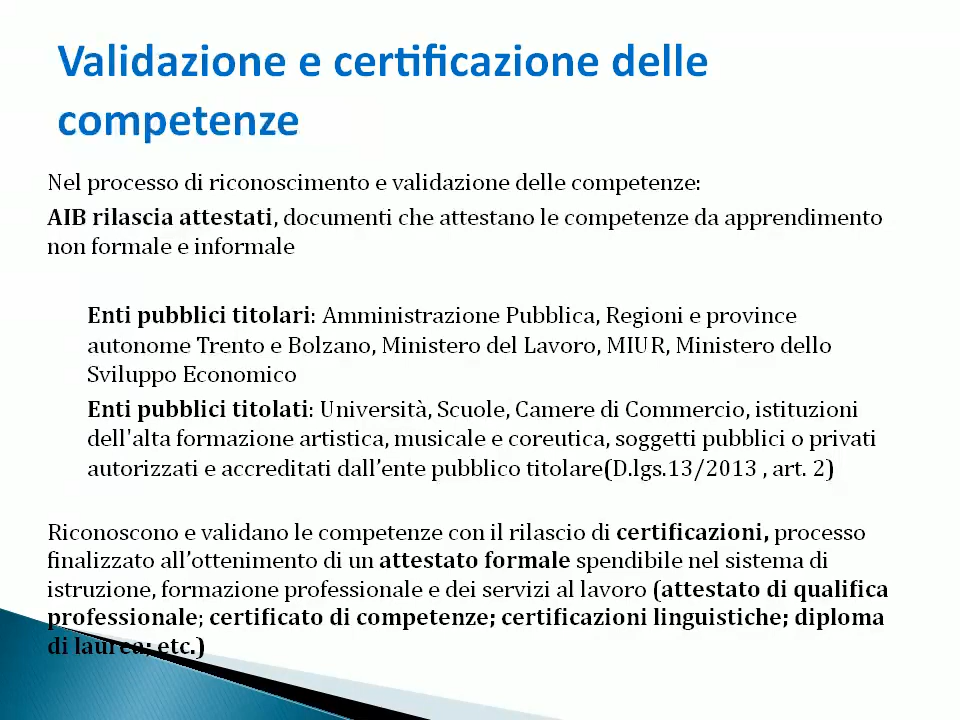 Validazione e certificazione delle
competenze
Nel processo di riconoscimento e validazione delle competenze:
AIB rilascia attestati, documenti che attestano le competenze da apprendimento
non formale e informale
Enti pubblici titolari: Amministrazione Pubblica, Regioni e province
autonome Trento e Bolzano, Ministero del Lavoro, MIUR, Ministero dello
Sviluppo Economico
Enti pubblici titolati: Università, Scuole, Camere di Commercio, istituzioni
dell'alta formazione artistica, musicale e coreutica, soggetti pubblici o privati
autorizzati e accreditati dall’ente pubblico titolare(D.lgs.13/2013 , art. 2)
Riconoscono e validano le competenze con il rilascio di certificazioni, processo
finalizzato all’ottenimento di un attestato formale spendibile nel sistema di
istruzione, formazione professionale e dei servizi al lavoro (attestato di qualifica
professionale; certificato di competenze; certificazioni linguistiche; diploma
di laurea; etc.)